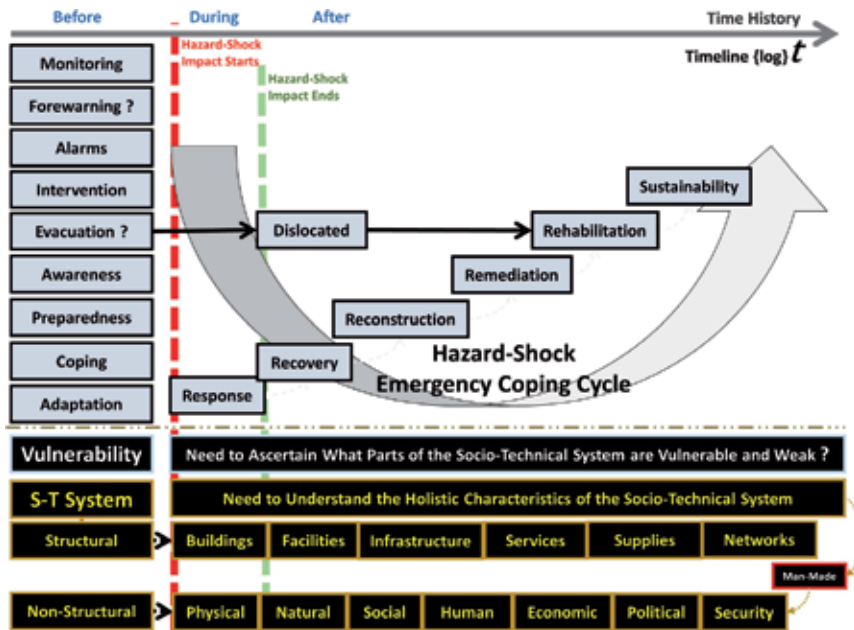 Before
During
After
Time History
Hazard-Shock
Impact Starts
Timeline {log} t
Hazard-Shock
Impact Ends
Monitoring
Forewarning ?
Alarms
Intervention
Evacuation ?
Awareness
Preparedness
Coping
Adaptation
Sustainability
Dislocated
Rehabilitation
Remediation
Reconstruction
Recovery
Response
Hazard-Shock
Emergency Coping Cycle
Vulnerability
Need to Ascertain What Parts of the Socio-Technical System are Vulnerable and Weak ?
S-T System
Need to Understand the Holistic Characteristics of the Socio-Technical System
Structural
Buildings
Facilities
Infrastructure
Services
Supplies
Networks
Man-Made
Non-Structural
Physical
Natural
Social
Human
Economic
Political
Security